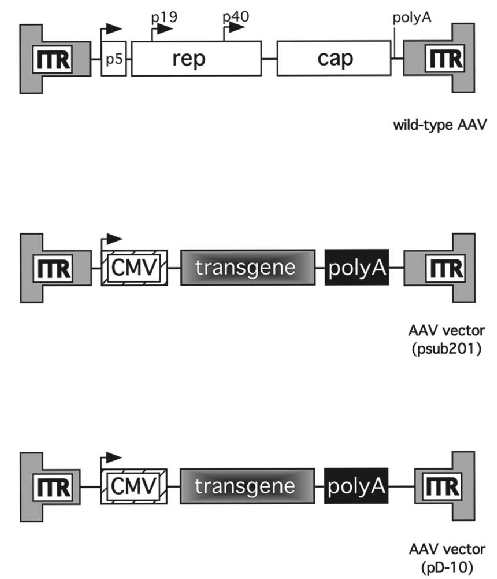 p19 p40 polyA
ITR p5 rep cap ITR
wild-type AAV
ITR CMV transgene polyA ITR
AAV vector
(psub201)
ITR CMV transgene polyA ITR
AAV vector
(pD-10)